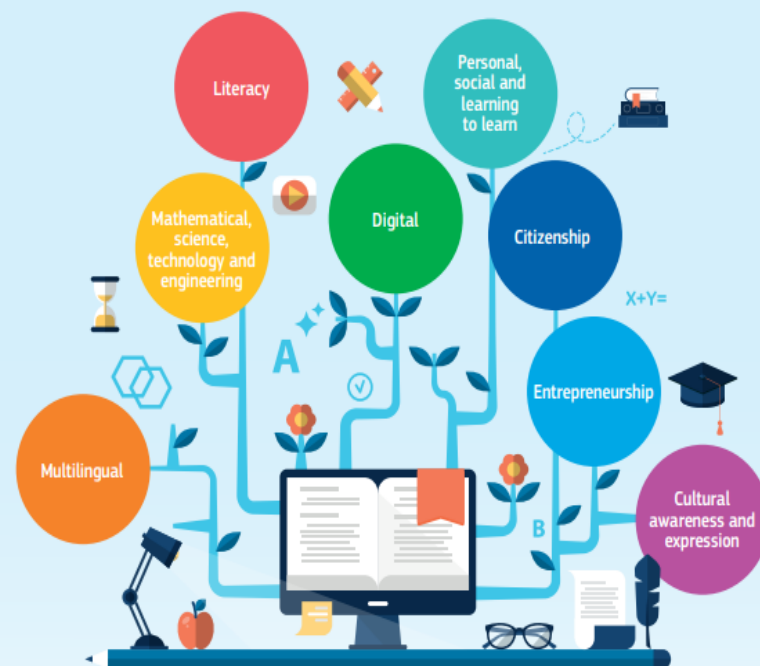 Literacy
Personal,
social and
learning
to learn
Mathematical,
science,
technology and
engineering
Digital
Citizenship
X+Y=
A
Entrepreneurship
Multilingual
Cultural
awareness and
expression
B